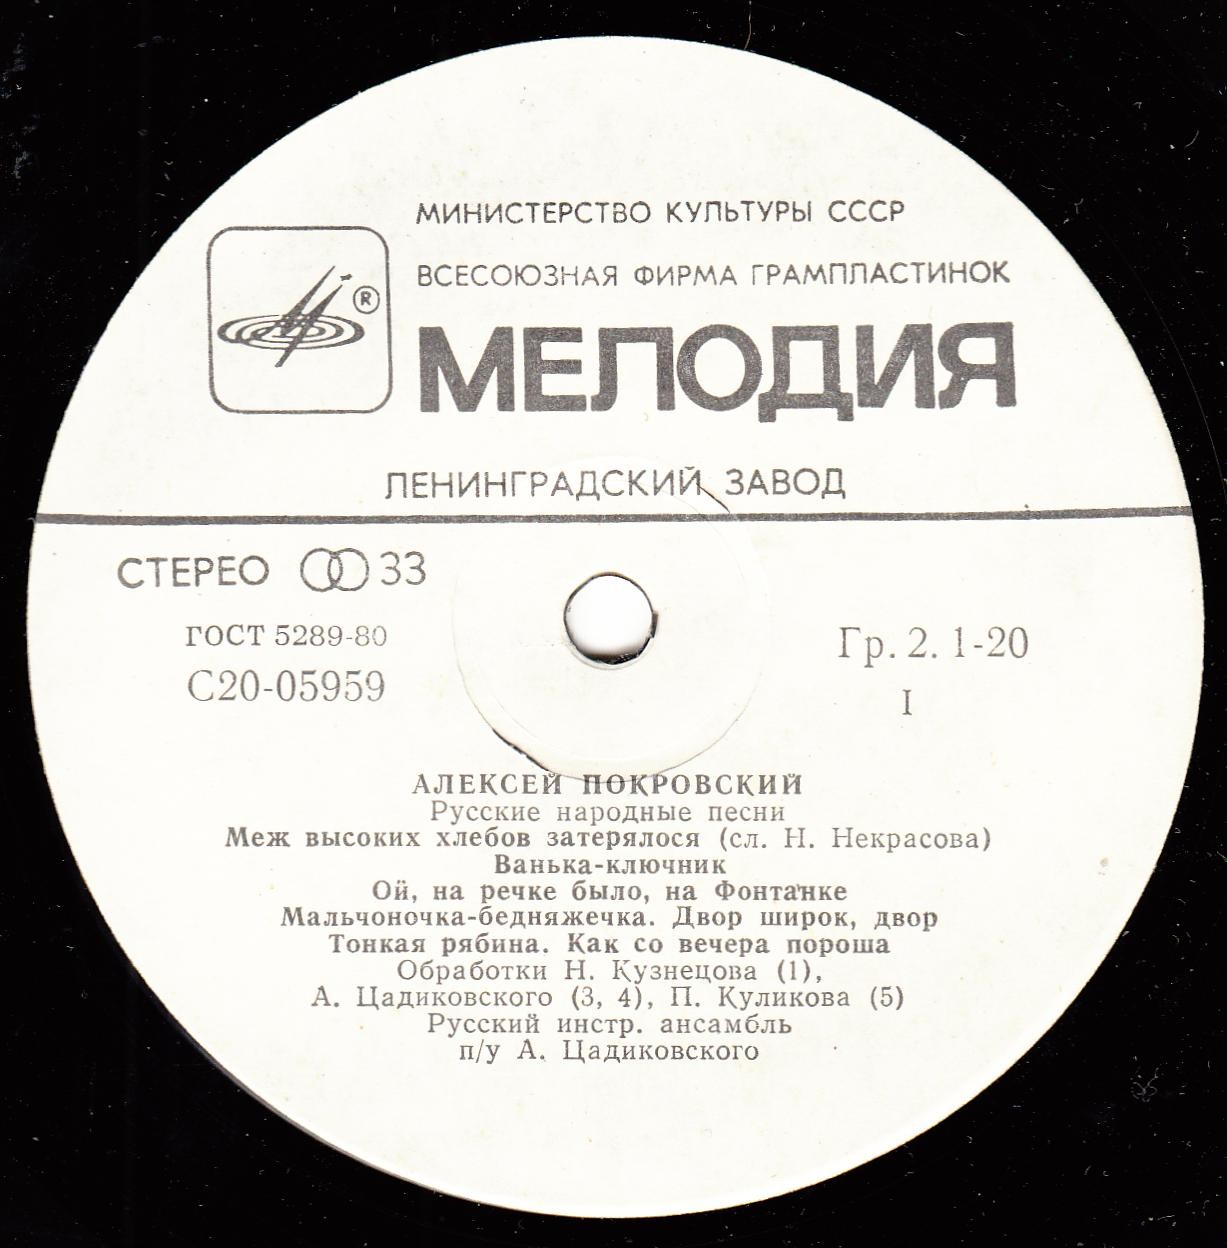 МИНИСТЕРСТВО КУЛЬТУРЫ СССР
ВСЕСОЮЗНАЯ ФИРМА ГРАМПЛАСТИНОК
®
МЕЛОДИЯ
ЛЕНИНГРАДСКИЙ ЗАВОД
СТЕРЕО 33
ГОСТ 5289-80
С20-05959
Гр. 2. 1-20
I
АЛЕКСЕЙ ПОКРОВСКИЙ
Русские народные песни
Меж высоких хлебов затерялося (сл. Н. Некрасова)
Ванька-ключник
Ой, на речке было, на Фонтанке
Мальчоночка-бедняжечка. Двор широк, двор
Тонкая рябина. Как со вечера пороша
Обработки Н. Кузнецова (1),
А. Цадиковского (3, 4), П. Куликова (5)
Русский инстр. ансамбль
п/у А. Цадиковского